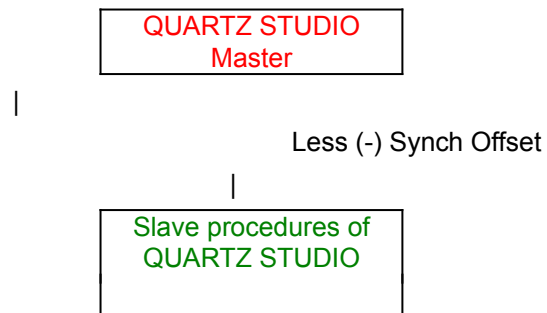 QUARTZ STUDIO
Master
|
Less (-) Synch Offset
|
Slave procedures of
QUARTZ STUDIO